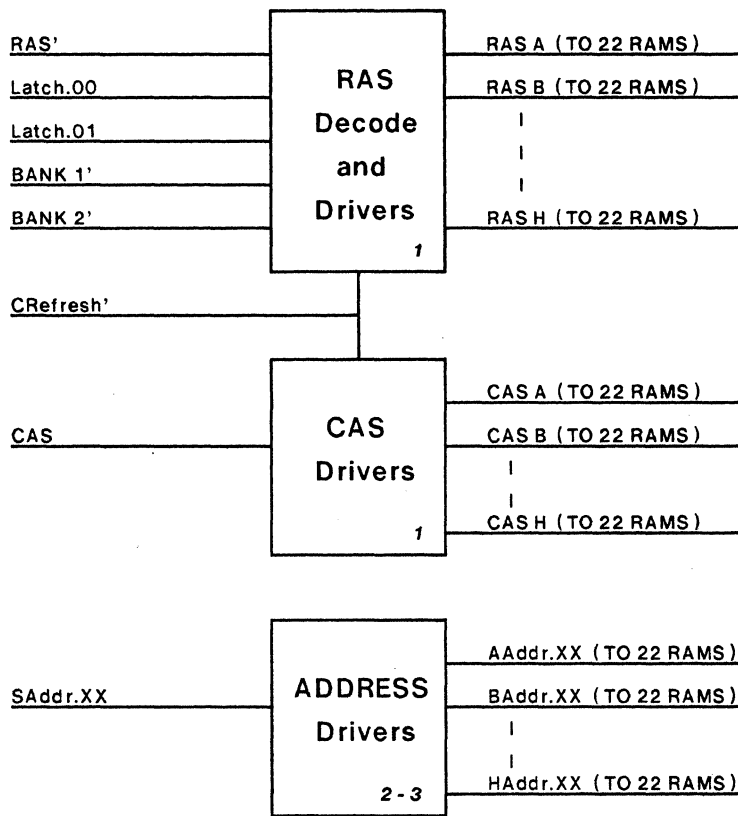 RAS'
Latch.00
Latch.01
BANK 1'
BANK 2'
RAS
Decode
and
Drivers
1
RAS A (TO 22 RAMS)
RAS B (TO 22 RAMS)
RAS H (TO 22 RAMS)
CRefresh'
CAS
CAS
Drivers
1
CAS A (TO 22 RAMS)
CAS B (TO 22 RAMS)
CAS H (TO 22 RAMS)
SAddr.XX
ADDRESS
Drivers
2-3
AAddr.XX (TO 22 RAMS)
BAddr.XX (TO 22 RAMS)
HAddr.XX (TO 22 RAMS)